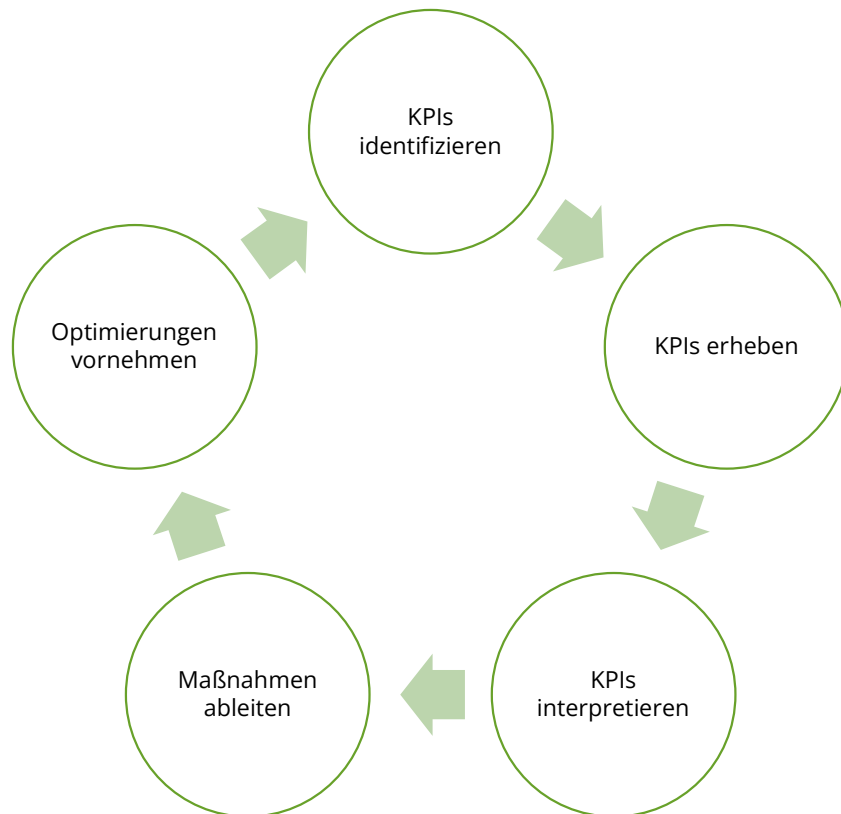 KPIs
identifizieren
KPIs erheben
KPIs
interpretieren
Maßnahmen
ableiten
Optimierungen
vornehmen